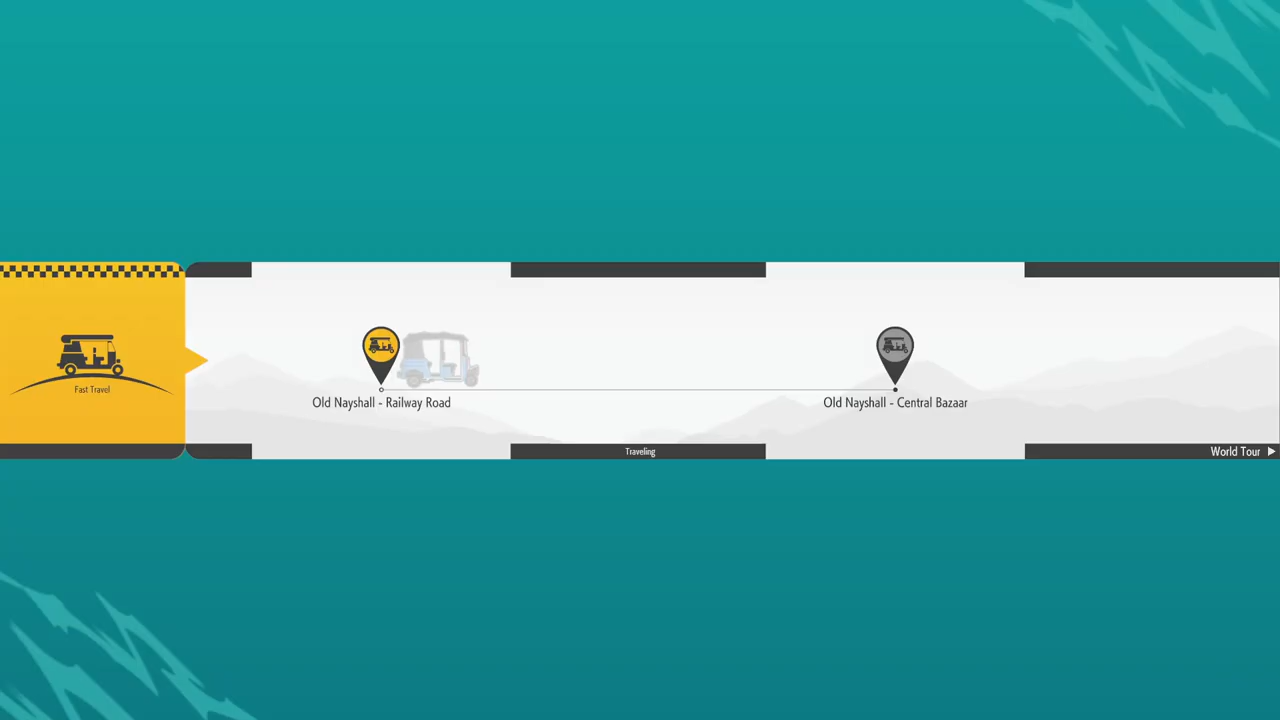 Fast Travel
Old Nayshall - Railway Road
Old Nayshall - Central Bazaar
Traveling
World Tour